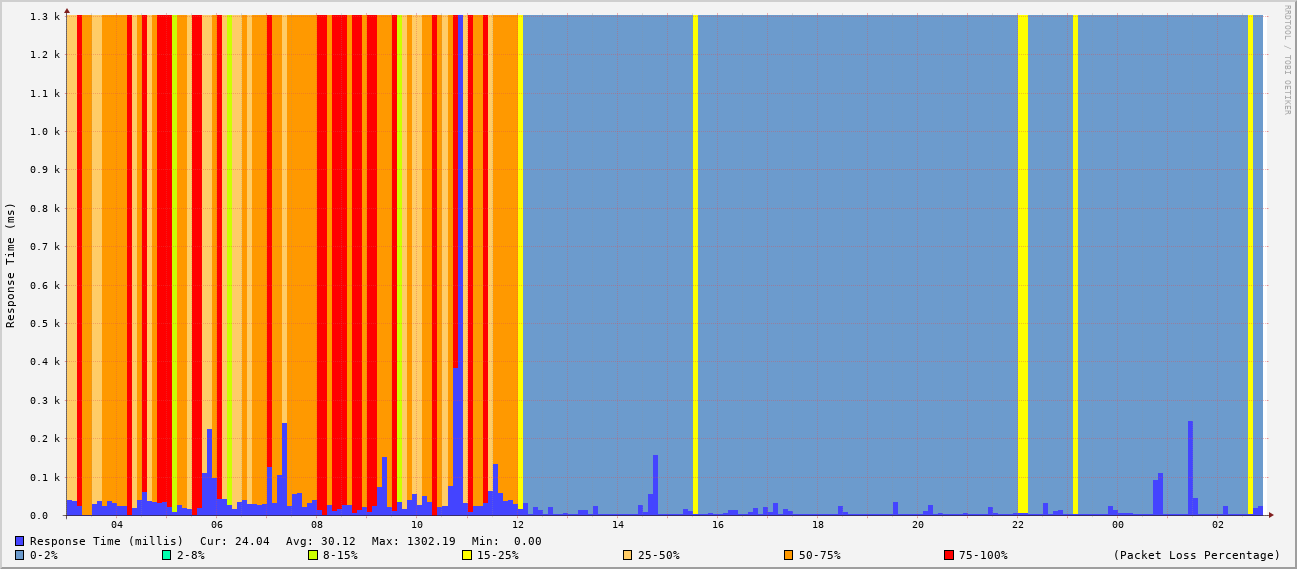 1.3 k
1.2 k
1.1 k
1.0 k
0.9 k
0.8 k
0.7 k
0.6 k
0.5 k
0.4 k
0.3 k
0.2 k
0.1 k
0.0
Response Time (ms)
RRDTOOL / TOBI OETIKER
04 06 08 10 12 14 16 18 20 22 00 02
Response Time (millis) Cur: 24.04 Avg: 30.12 Max: 1302.19 Min: 0.00
0-2% 2-8% 8-15% 15-25% 25-50% 50-75% 75-100% (Packet Loss Percentage)